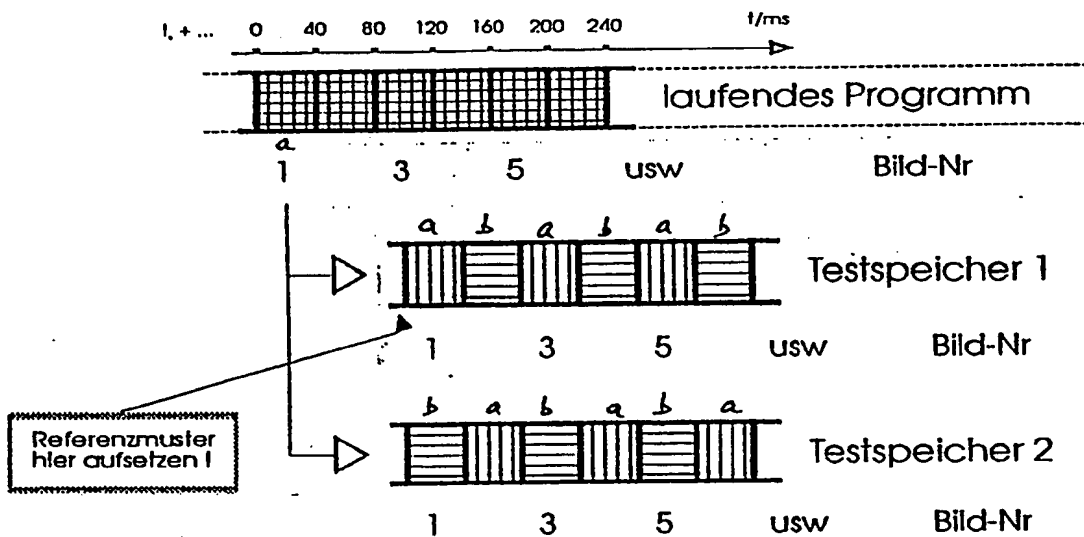 t, + ... 0 40 80 120 160 200 240 t/ms
laufendes Programm
a
1 3 5 usw Bild-Nr
a b a b a b
Testspeicher 1
1 3 5 usw Bild-Nr
b a b a b a
Referenzmuster
hier aufsetzen !
Testspeicher 2
1 3 5 usw Bild-Nr